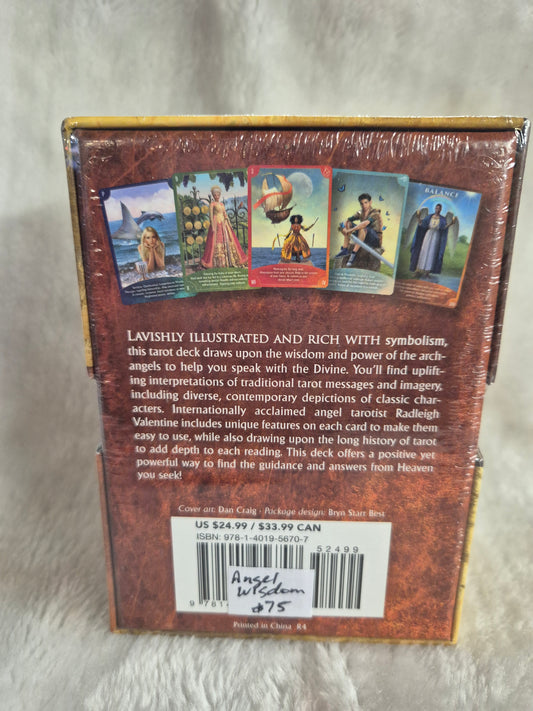 BALANCE
LAVISHLY ILLUSTRATED AND RICH WITH symbolism,
this tarot deck draws upon the wisdom and power of the arch-
angels to help you speak with the Divine. You'll find uplift-
ing interpretations of traditional tarot messages and imagery,
including diverse, contemporary depictions of classic char-
acters. Internationally acclaimed angel tarotist Radleigh
Valentine includes unique features on each card to make them
easy to use, while also drawing upon the long history of tarot
to add depth to each reading. This deck offers a positive yet
powerful way to find the guidance and answers from Heaven
you seek!
Cover art: Dan Craig · Package design: Bryn Starr Best
US $24.99 / $33.99 CAN
ISBN: 978-1-4019-5670-7
52499
9 781
Angel
Wisdom
$75
Printed in China R4